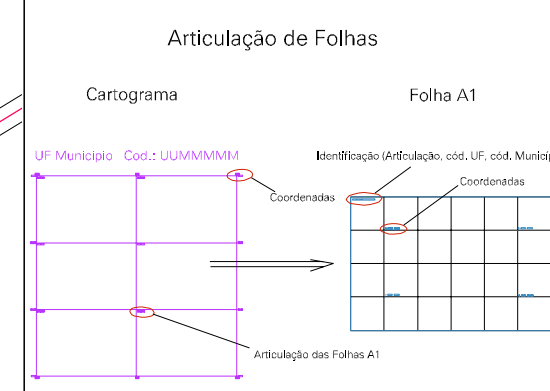 Articulação de Folhas
Cartograma
Folha A1
UF Municipio Cod.: UUMMMMM
Identificação (Articulação, cód. UF, cód. Municíp
Coordenadas
Coordenadas
Articulação das Folhas A1